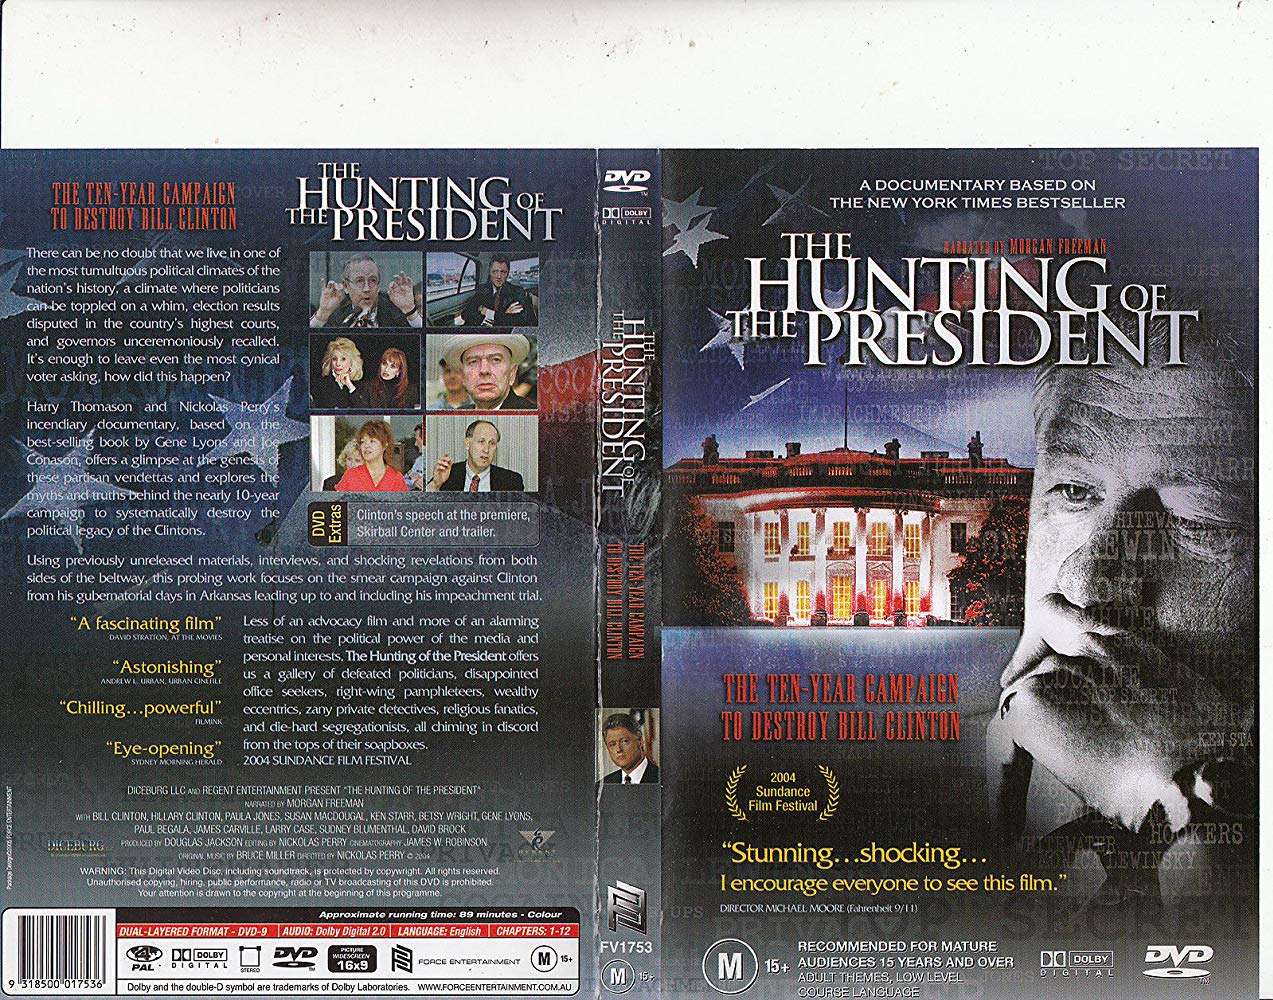 THE TEN-YEAR CAMPAIGN
TO DESTROY BILL CLINTON
THE
HUNTING OF
THE PRESIDENT
There can be no doubt that we live in one of
the most tumultuous political climates of the
nation's history, a climate where politicians
can be toppled on a whim, election results
disputed in the country's highest courts,
and governors unceremoniously recalled.
It's enough to leave even the most cynical
voter asking, how did this happen?
Harry Thomason and Nickolas Perry's
incendiary documentary, based on the
best-selling book by Gene Lyons and Joe
Conason, offers a glimpse at the genesis of
these partisan vendettas and explores the
myths and truths behind the nearly 10-year
campaign to systematically destroy the
political legacy of the Clintons.
DVD
Extras
Clinton's speech at the premiere,
Skirball Center and trailer.
Using previously unreleased materials, interviews, and shocking revelations from both
sides of the beltway, this probing work focuses on the smear campaign against Clinton
from his gubernatorial days in Arkansas leading up to and including his impeachment trial.
"A fascinating film"
DAVID STRATTON, AT THE MOVIES
"Astonishing"
ANDREW L. URBAN, URBAN CINEFILE
"Chilling...powerful"
FILMINK
"Eye-opening"
SYDNEY MORNING HERALD
Less of an advocacy film and more of an alarming
treatise on the political power of the media and
personal interests, The Hunting of the President offers
us a gallery of defeated politicians, disappointed
office seekers, right-wing pamphleteers, wealthy
eccentrics, zany private detectives, religious fanatics,
and die-hard segregationists, all chiming in discord
from the tops of their soapboxes.
2004 SUNDANCE FILM FESTIVAL
DICEBURG LLC AND REGENT ENTERTAINMENT PRESENT "THE HUNTING OF THE PRESIDENT"
NARRATED BY MORGAN FREEMAN
WITH BILL CLINTON, HILLARY CLINTON, PAULA JONES, SUSAN MACDOUGAL, KEN STARR, BETSY WRIGHT, GENE LYONS,
PAUL BEGALA, JAMES CARVILLE, LARRY CASE, SUDNEY BLUMENTHAL, DAVID BROCK
PRODUCED BY DOUGLAS JACKSON EDITING BY NICKOLAS PERRY CINEMATOGRAPHY JAMES W. ROBINSON
ORIGINAL MUSIC BY BRUCE MILLER DIRECTED BY NICKOLAS PERRY © 2004
DICEBURG
WARNING: This Digital Video Disc, including soundtrack, is protected by copyright. All rights reserved.
Unauthorised copying, hiring, public performance, radio or TV broadcasting of this DVD is prohibited.
Your attention is drawn to the copyright at the beginning of this programme.
Package Design©2005 FORCE ENTERTAINMENT
Approximate running time: 89 minutes - Colour
DUAL-LAYERED FORMAT - DVD-9 AUDIO: Dolby Digital 2.0 LANGUAGE: English CHAPTERS: 1-12
PAL
DOLBY
DIGITAL
STEREO
DVD
PICTURE
WIDESCREEN
16x9
FORCE ENTERTAINMENT
M 15+
Dolby and the double-D symbol are trademarks of Dolby Laboratories. WWW.FORCEENTERTAINMENT.COM.AU
9 318500 017536
DVD
DOLBY
DIGITAL
THE
HUNTING OF
THE PRESIDENT
THE TEN YEAR CAMPAIGN
TO DESTROY BILL CLINTON
FV1753
M 15+
TOP SECRET
A DOCUMENTARY BASED ON
THE NEW YORK TIMES BESTSELLER
NARRATED BY MORGAN FREEMAN
THE
HUNTING OF
THE PRESIDENT
IMPEACHMENT
WHITEWATER
LEWINSKY
COCAINE
SECRET
KEN STA
THE TEN-YEAR CAMPAIGN
TO DESTROY BILL CLINTON
2004
Sundance
Film Festival
HOOKERS
WHITEWATER
LEWINSKY
"Stunning...shocking...
I encourage everyone to see this film."
DIRECTOR MICHAEL MOORE (Fahrenheit 9/11)
M 15+
RECOMMENDED FOR MATURE
AUDIENCES 15 YEARS AND OVER
ADULT THEMES, LOW LEVEL
COURSE LANGUAGE
DOLBY
DIGITAL
DVD